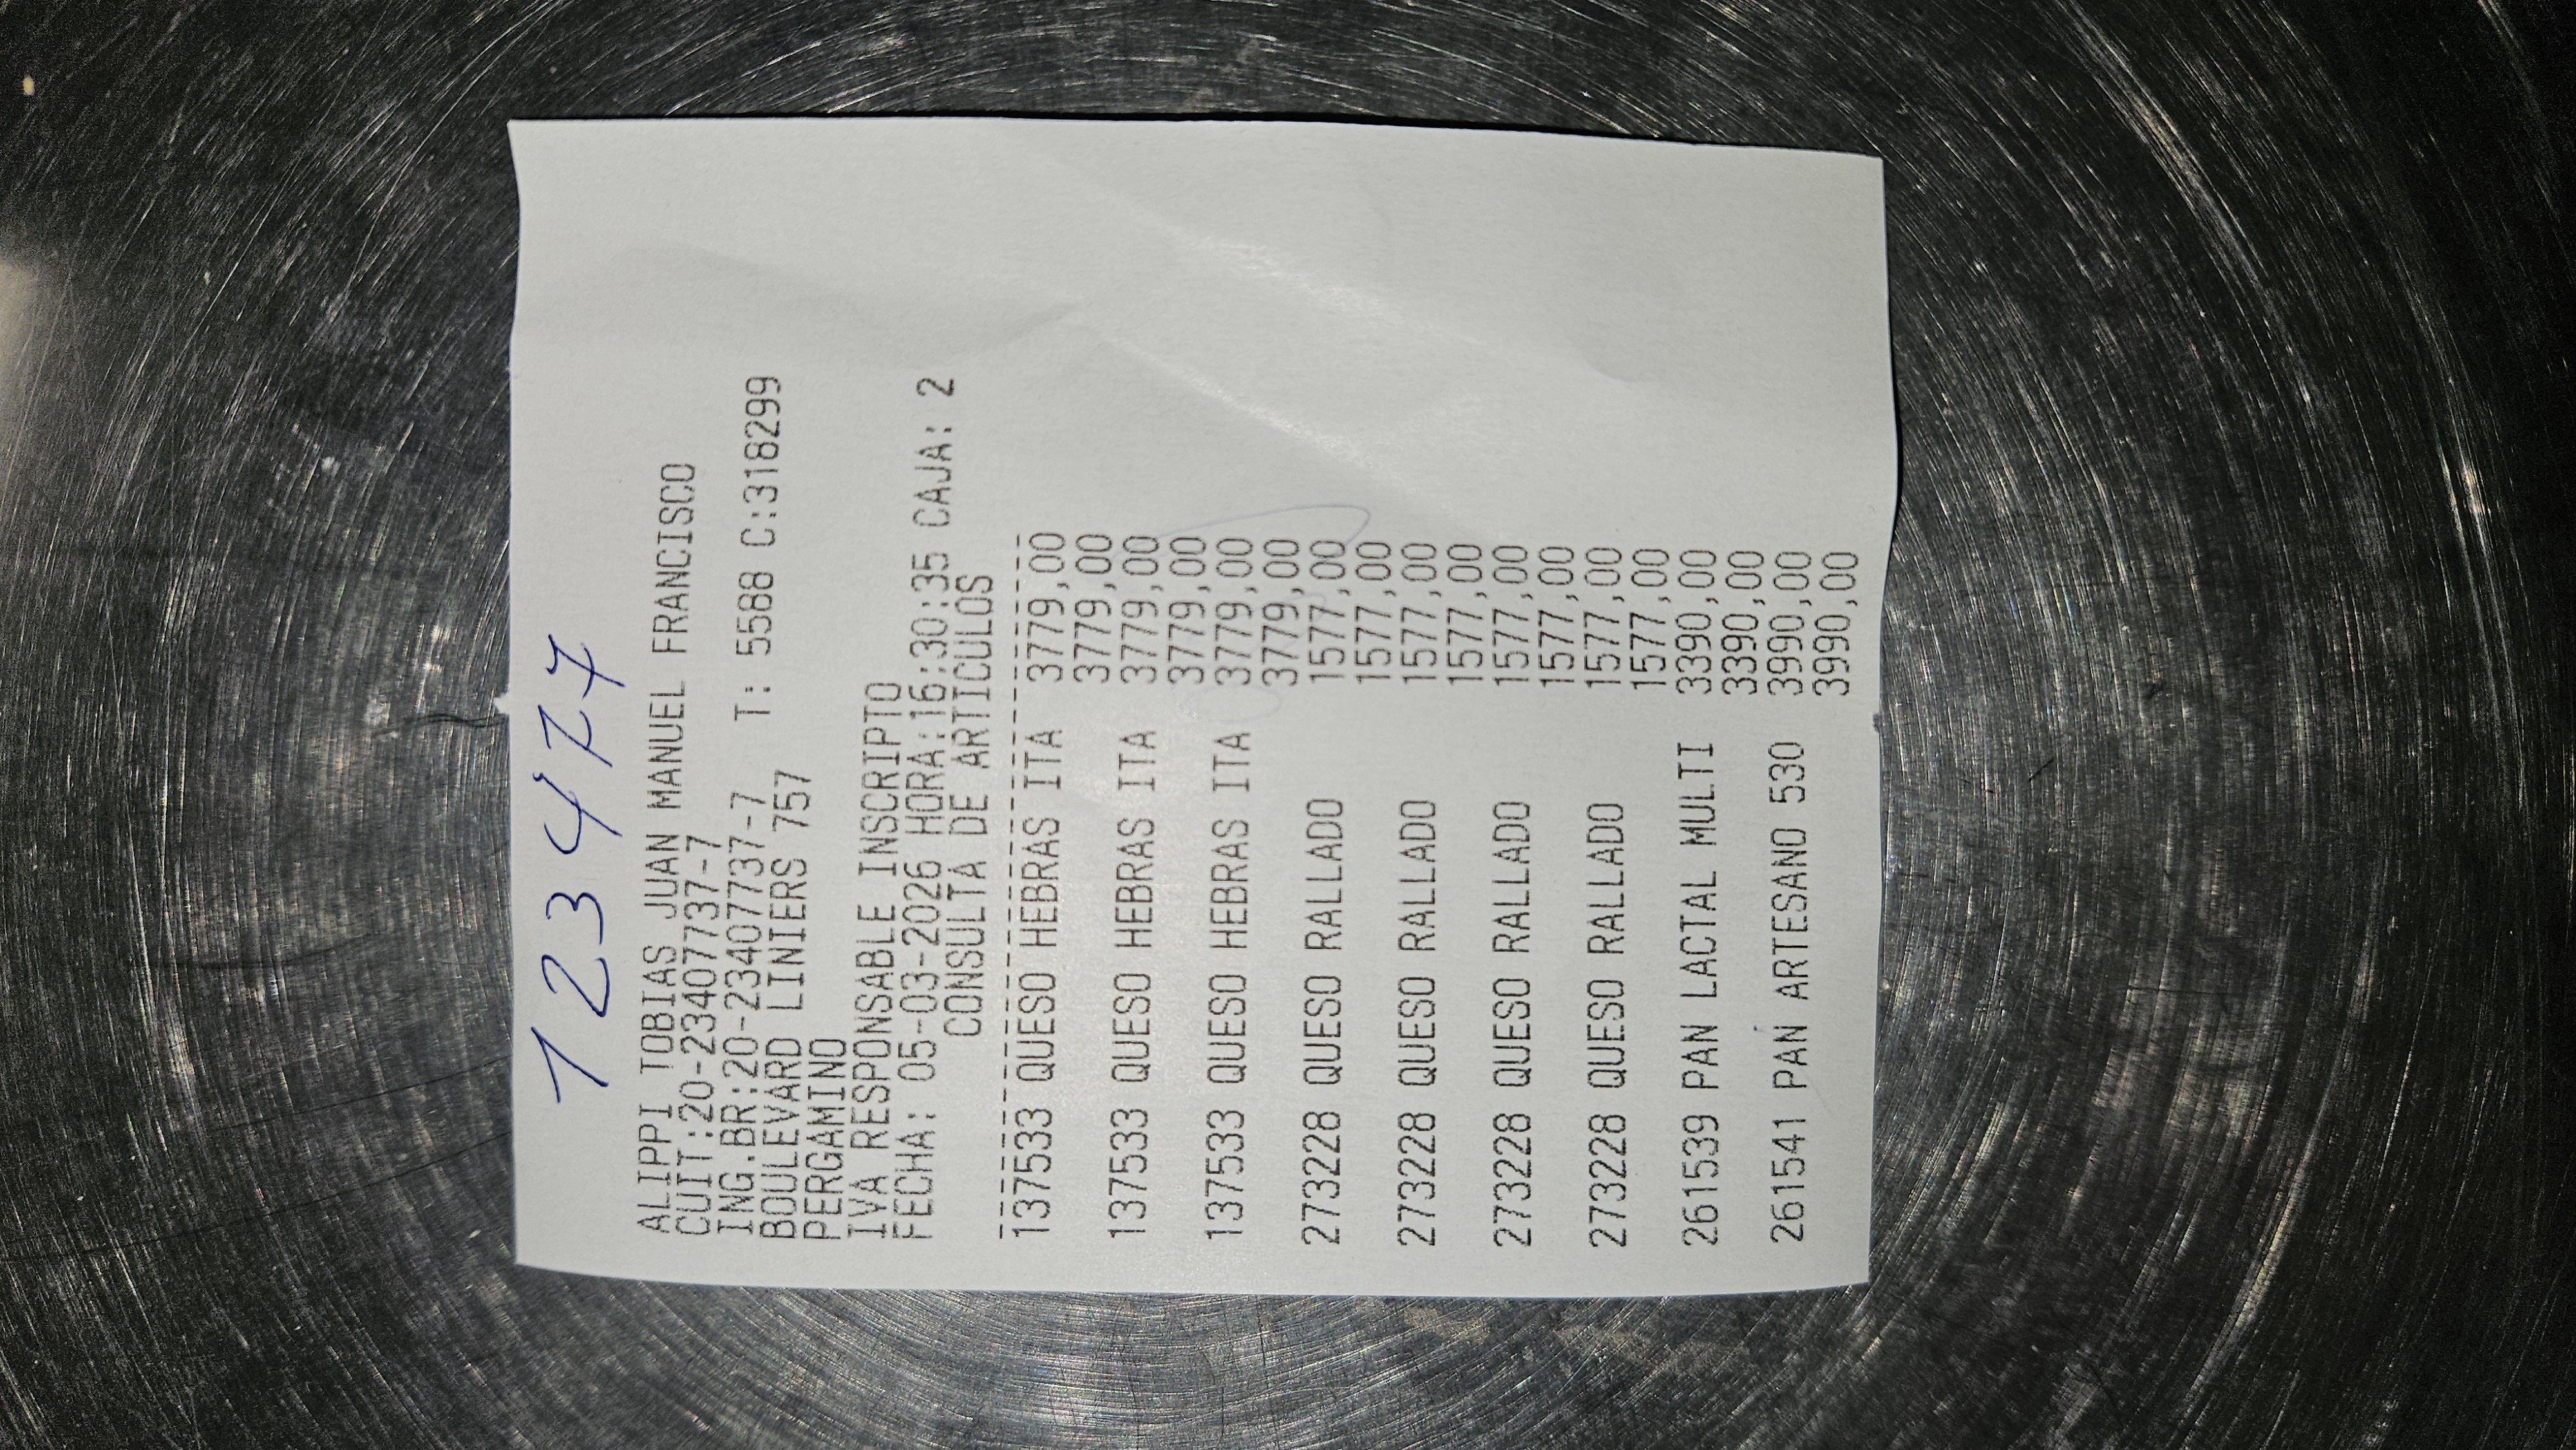 123477
ALIPPI TOBIAS JUAN MANUEL FRANCISCO
CUIT:20-23407737-7
ING.BR:20-23407737-7
BOULEVARD LINIERS 757 T: 5588 C:318299
PERGAMINO
IVA RESPONSABLE INSCRIPTO
FECHA: 05-03-2026 HORA:16:30:35 CAJA: 2
CONSULTA DE ARTICULOS
137533 QUESO HEBRAS ITA 3779,00
3779,00
137533 QUESO HEBRAS ITA 3779,00
3779,00
137533 QUESO HEBRAS ITA 3779,00
3779,00
273228 QUESO RALLADO 1577,00
1577,00
273228 QUESO RALLADO 1577,00
1577,00
273228 QUESO RALLADO 1577,00
1577,00
273228 QUESO RALLADO 1577,00
1577,00
261539 PAN LACTAL MULTI 3390,00
3390,00
261541 PAN ARTESANO 530 3990,00
3990,00